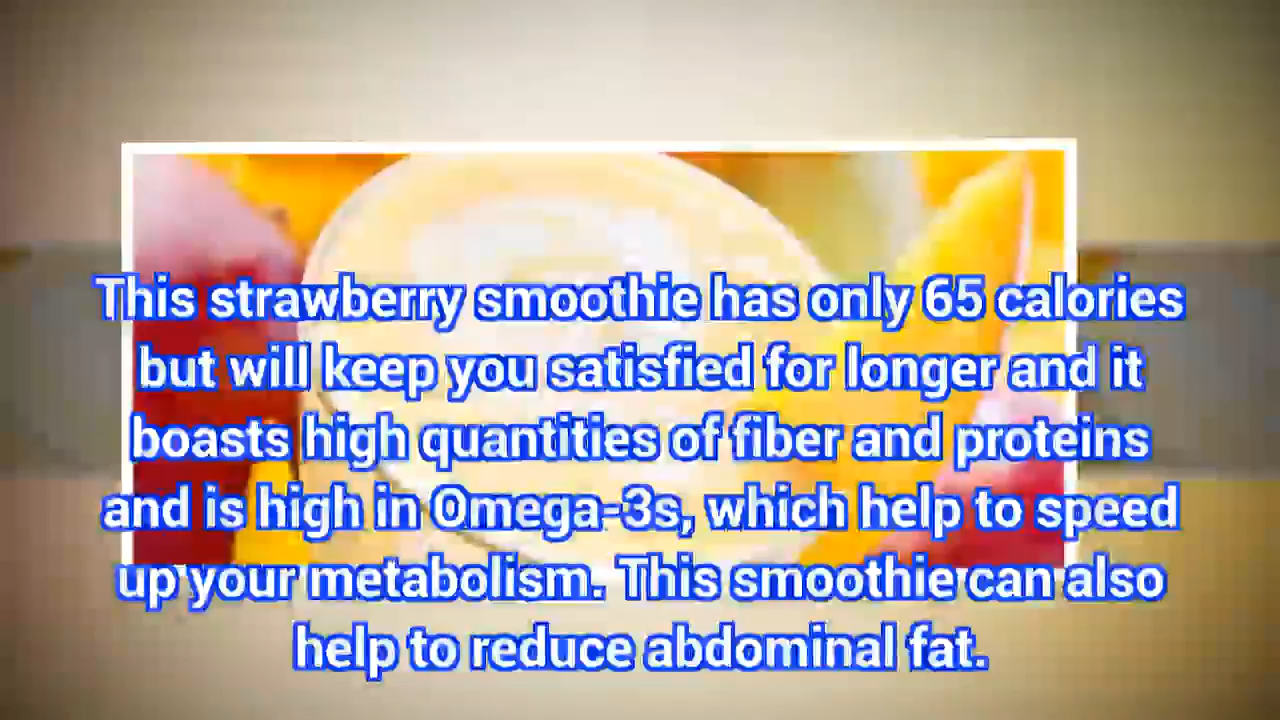 This strawberry smoothie has only 65 calories
but will keep you satisfied for longer and it
boasts high quantities of fiber and proteins
and is high in Omega-3s, which help to speed
up your metabolism. This smoothie can also
help to reduce abdominal fat.